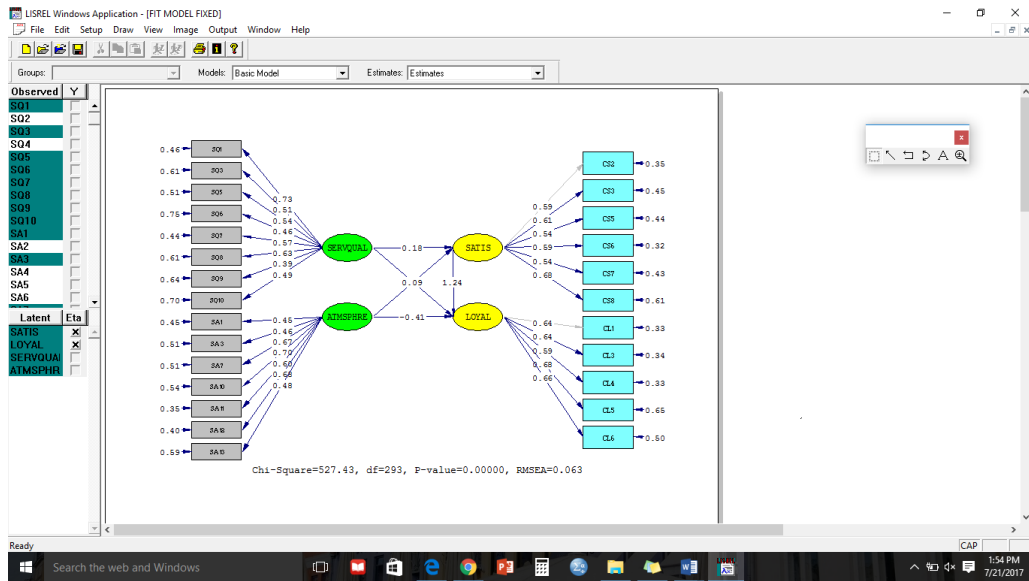 LISREL Windows Application - [FIT MODEL FIXED]
File Edit Setup Draw View Image Output Window Help
Groups: Models: Basic Model Estimates: Estimates
Observed Y
SQ1
SQ2
SQ3
SQ4
SQ5
SQ6
SQ7
SQ8
SQ9
SQ10
SA1
SA2
SA3
SA4
SA5
SA6
Latent Eta
SATIS X
LOYAL X
SERVQUAL
ATMSPHR
0.46 SQ1
0.61 SQ3
0.51 SQ5
0.75 SQ6
0.44 SQ7
0.61 SQ8
0.64 SQ9
0.70 SQ10
0.45 SA1
0.51 SA3
0.51 SA7
0.54 SA10
0.35 SA11
0.40 SA12
0.59 SA13
0.73
0.51
0.54
0.46
0.57
0.63
0.39
0.49
0.45
0.46
0.67
0.70
0.60
0.68
0.48
SERVQUAL 0.18 SATIS
0.09 1.24
ATMSPHRE -0.41 LOYAL
0.59
0.61
0.54
0.59
0.54
0.68
0.64
0.64
0.59
0.68
0.66
CS2 0.35
CS3 0.45
CS5 0.44
CS6 0.32
CS7 0.43
CS8 0.61
CL1 0.33
CL3 0.34
CL4 0.33
CL5 0.65
CL6 0.50
Chi-Square=527.43, df=293, P-value=0.00000, RMSEA=0.063
Ready CAP
Search the web and Windows
1:54 PM
7/21/2017